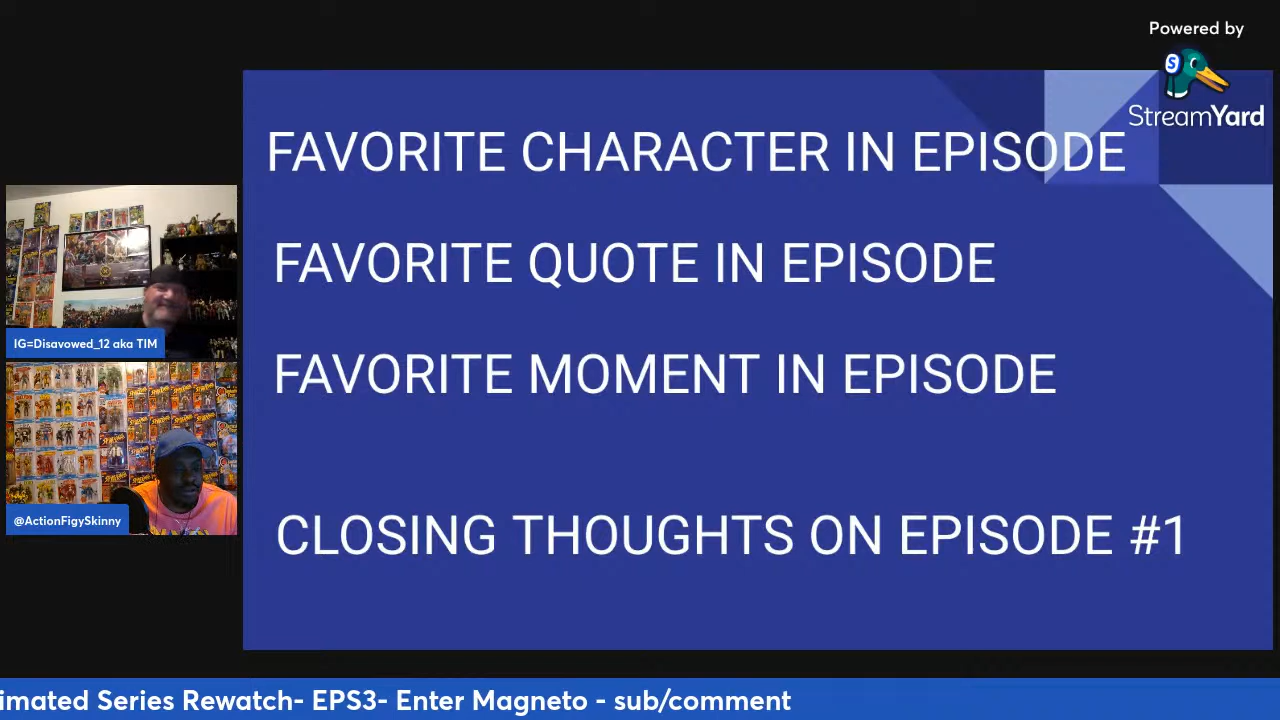 Powered by
S
StreamYard
FAVORITE CHARACTER IN EPISODE
FAVORITE QUOTE IN EPISODE
FAVORITE MOMENT IN EPISODE
CLOSING THOUGHTS ON EPISODE #1
IG=Disavowed_12 aka TIM
@ActionFigySkinny
imated Series Rewatch- EPS3- Enter Magneto - sub/comment